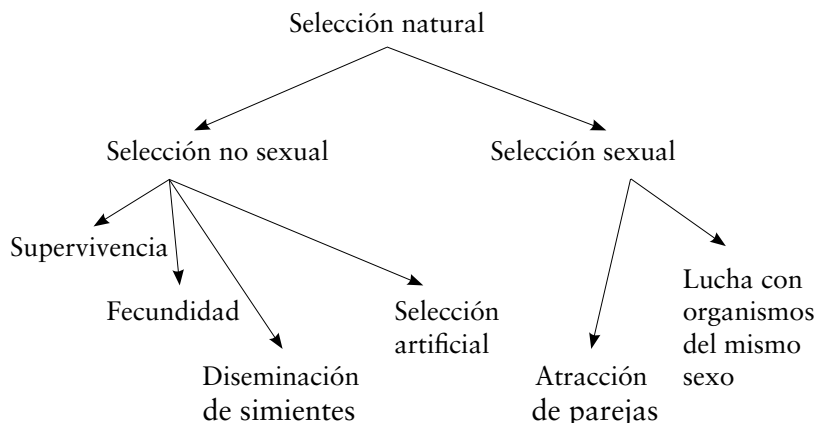 Selección natural
Selección no sexual
Selección sexual
Supervivencia
Fecundidad
Diseminación
de simientes
Selección
artificial
Atracción
de parejas
Lucha con
organismos
del mismo
sexo